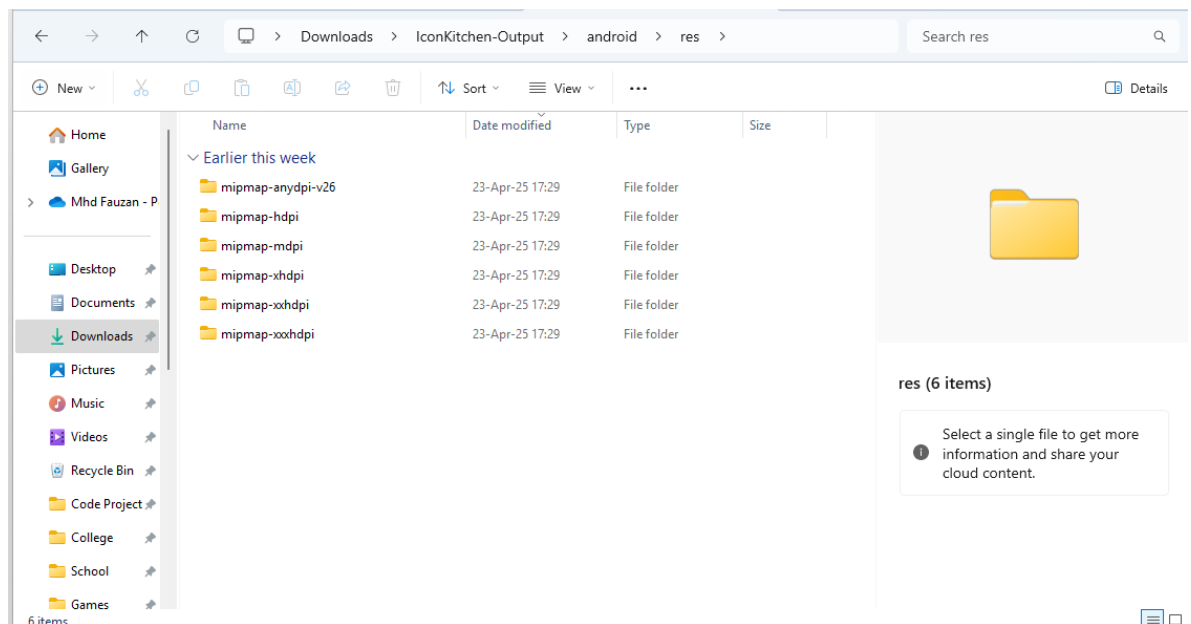 Downloads > IconKitchen-Output > android > res >
Search res
New
Sort
View
Details
Home
Gallery
Mhd Fauzan - P
Desktop
Documents
Downloads
Pictures
Music
Videos
Recycle Bin
Code Project
College
School
Games
6 items
Name Date modified Type Size
Earlier this week
mipmap-anydpi-v26 23-Apr-25 17:29 File folder
mipmap-hdpi 23-Apr-25 17:29 File folder
mipmap-mdpi 23-Apr-25 17:29 File folder
mipmap-xhdpi 23-Apr-25 17:29 File folder
mipmap-xxhdpi 23-Apr-25 17:29 File folder
mipmap-xxxhdpi 23-Apr-25 17:29 File folder
res (6 items)
Select a single file to get more
information and share your
cloud content.